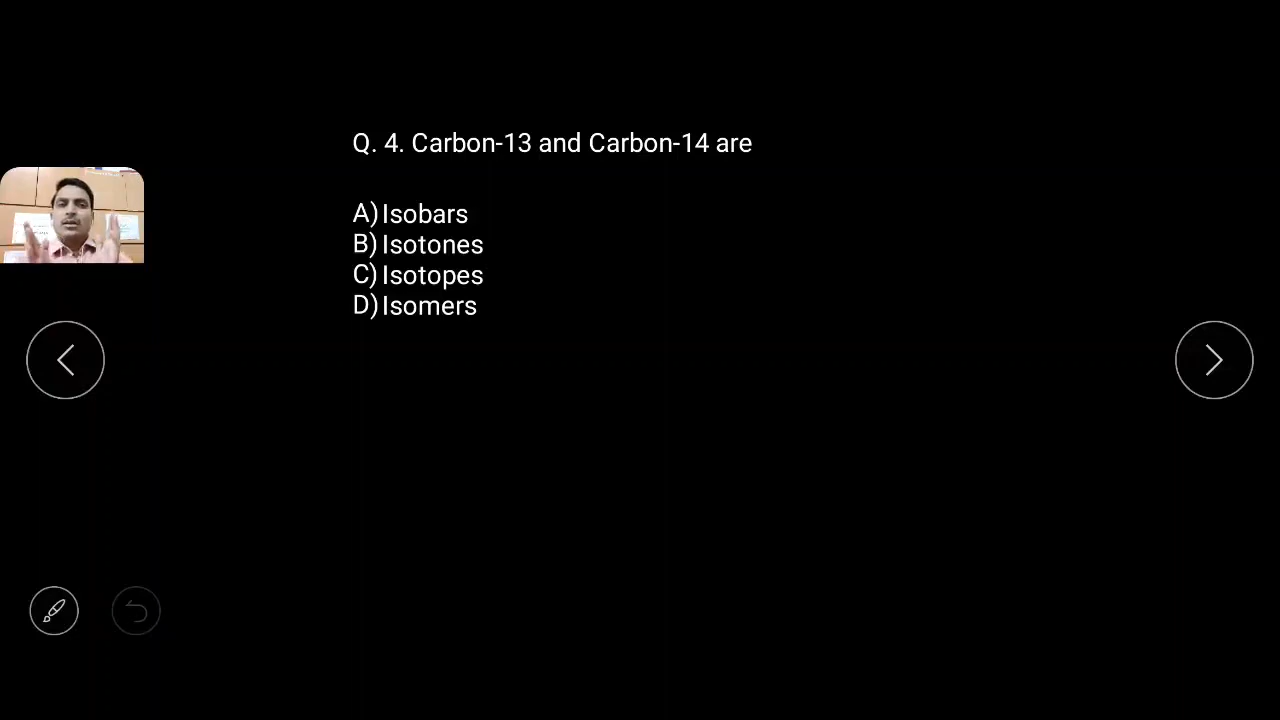 Q. 4. Carbon-13 and Carbon-14 are
A) Isobars
B) Isotones
C) Isotopes
D) Isomers